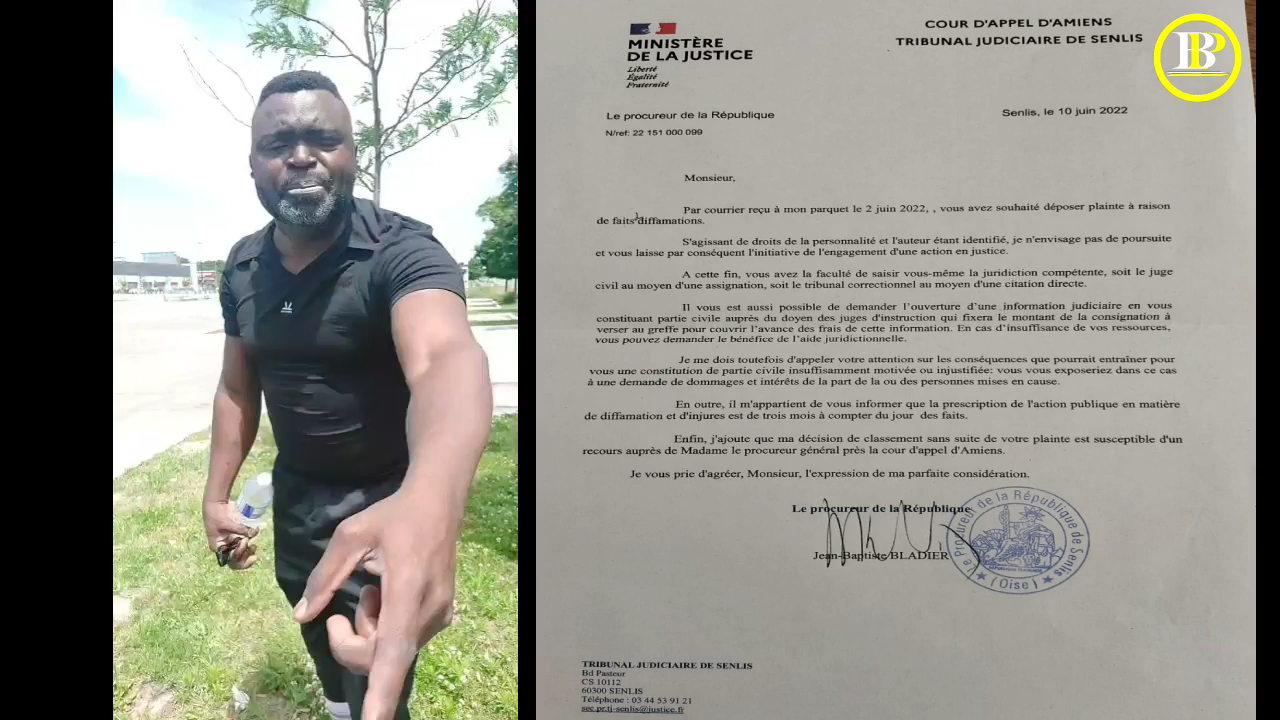 MINISTÈRE
DE LA JUSTICE
Liberté
Égalité
Fraternité
COUR D'APPEL D'AMIENS
TRIBUNAL JUDICIAIRE DE SENLIS
BP
Le procureur de la République
N/ref: 22 151 000 099
Senlis, le 10 juin 2022
Monsieur,
Par courrier reçu à mon parquet le 2 juin 2022, , vous avez souhaité déposer plainte à raison
de faits diffamations.
S'agissant de droits de la personnalité et l'auteur étant identifié, je n'envisage pas de poursuite
et vous laisse par conséquent l'initiative de l'engagement d'une action en justice.
A cette fin, vous avez la faculté de saisir vous-même la juridiction compétente, soit le juge
civil au moyen d'une assignation, soit le tribunal correctionnel au moyen d'une citation directe.
Il vous est aussi possible de demander l'ouverture d'une information judiciaire en vous
constituant partie civile auprès du doyen des juges d'instruction qui fixera le montant de la consignation à
verser au greffe pour couvrir l'avance des frais de cette information. En cas d'insuffisance de vos ressources,
vous pouvez demander le bénéfice de l'aide juridictionnelle.
Je me dois toutefois d'appeler votre attention sur les conséquences que pourrait entraîner pour
vous une constitution de partie civile insuffisamment motivée ou injustifiée: vous vous exposeriez dans ce cas
à une demande de dommages et intérêts de la part de la ou des personnes mises en cause.
En outre, il m'appartient de vous informer que la prescription de l'action publique en matière
de diffamation et d'injures est de trois mois à compter du jour des faits.
Enfin, j'ajoute que ma décision de classement sans suite de votre plainte est susceptible d'un
recours auprès de Madame le procureur général près la cour d'appel d'Amiens.
Je vous prie d'agréer, Monsieur, l'expression de ma parfaite considération.
Le procureur de la République
Jean-Baptiste BLADIER
Le Procureur de la République de Senlis
(Oise)
TRIBUNAL JUDICIAIRE DE SENLIS
Bd Pasteur
CS 10112
60300 SENLIS
Téléphone : 03 44 53 91 21
sec.pr.tj-senlis@justice.fr